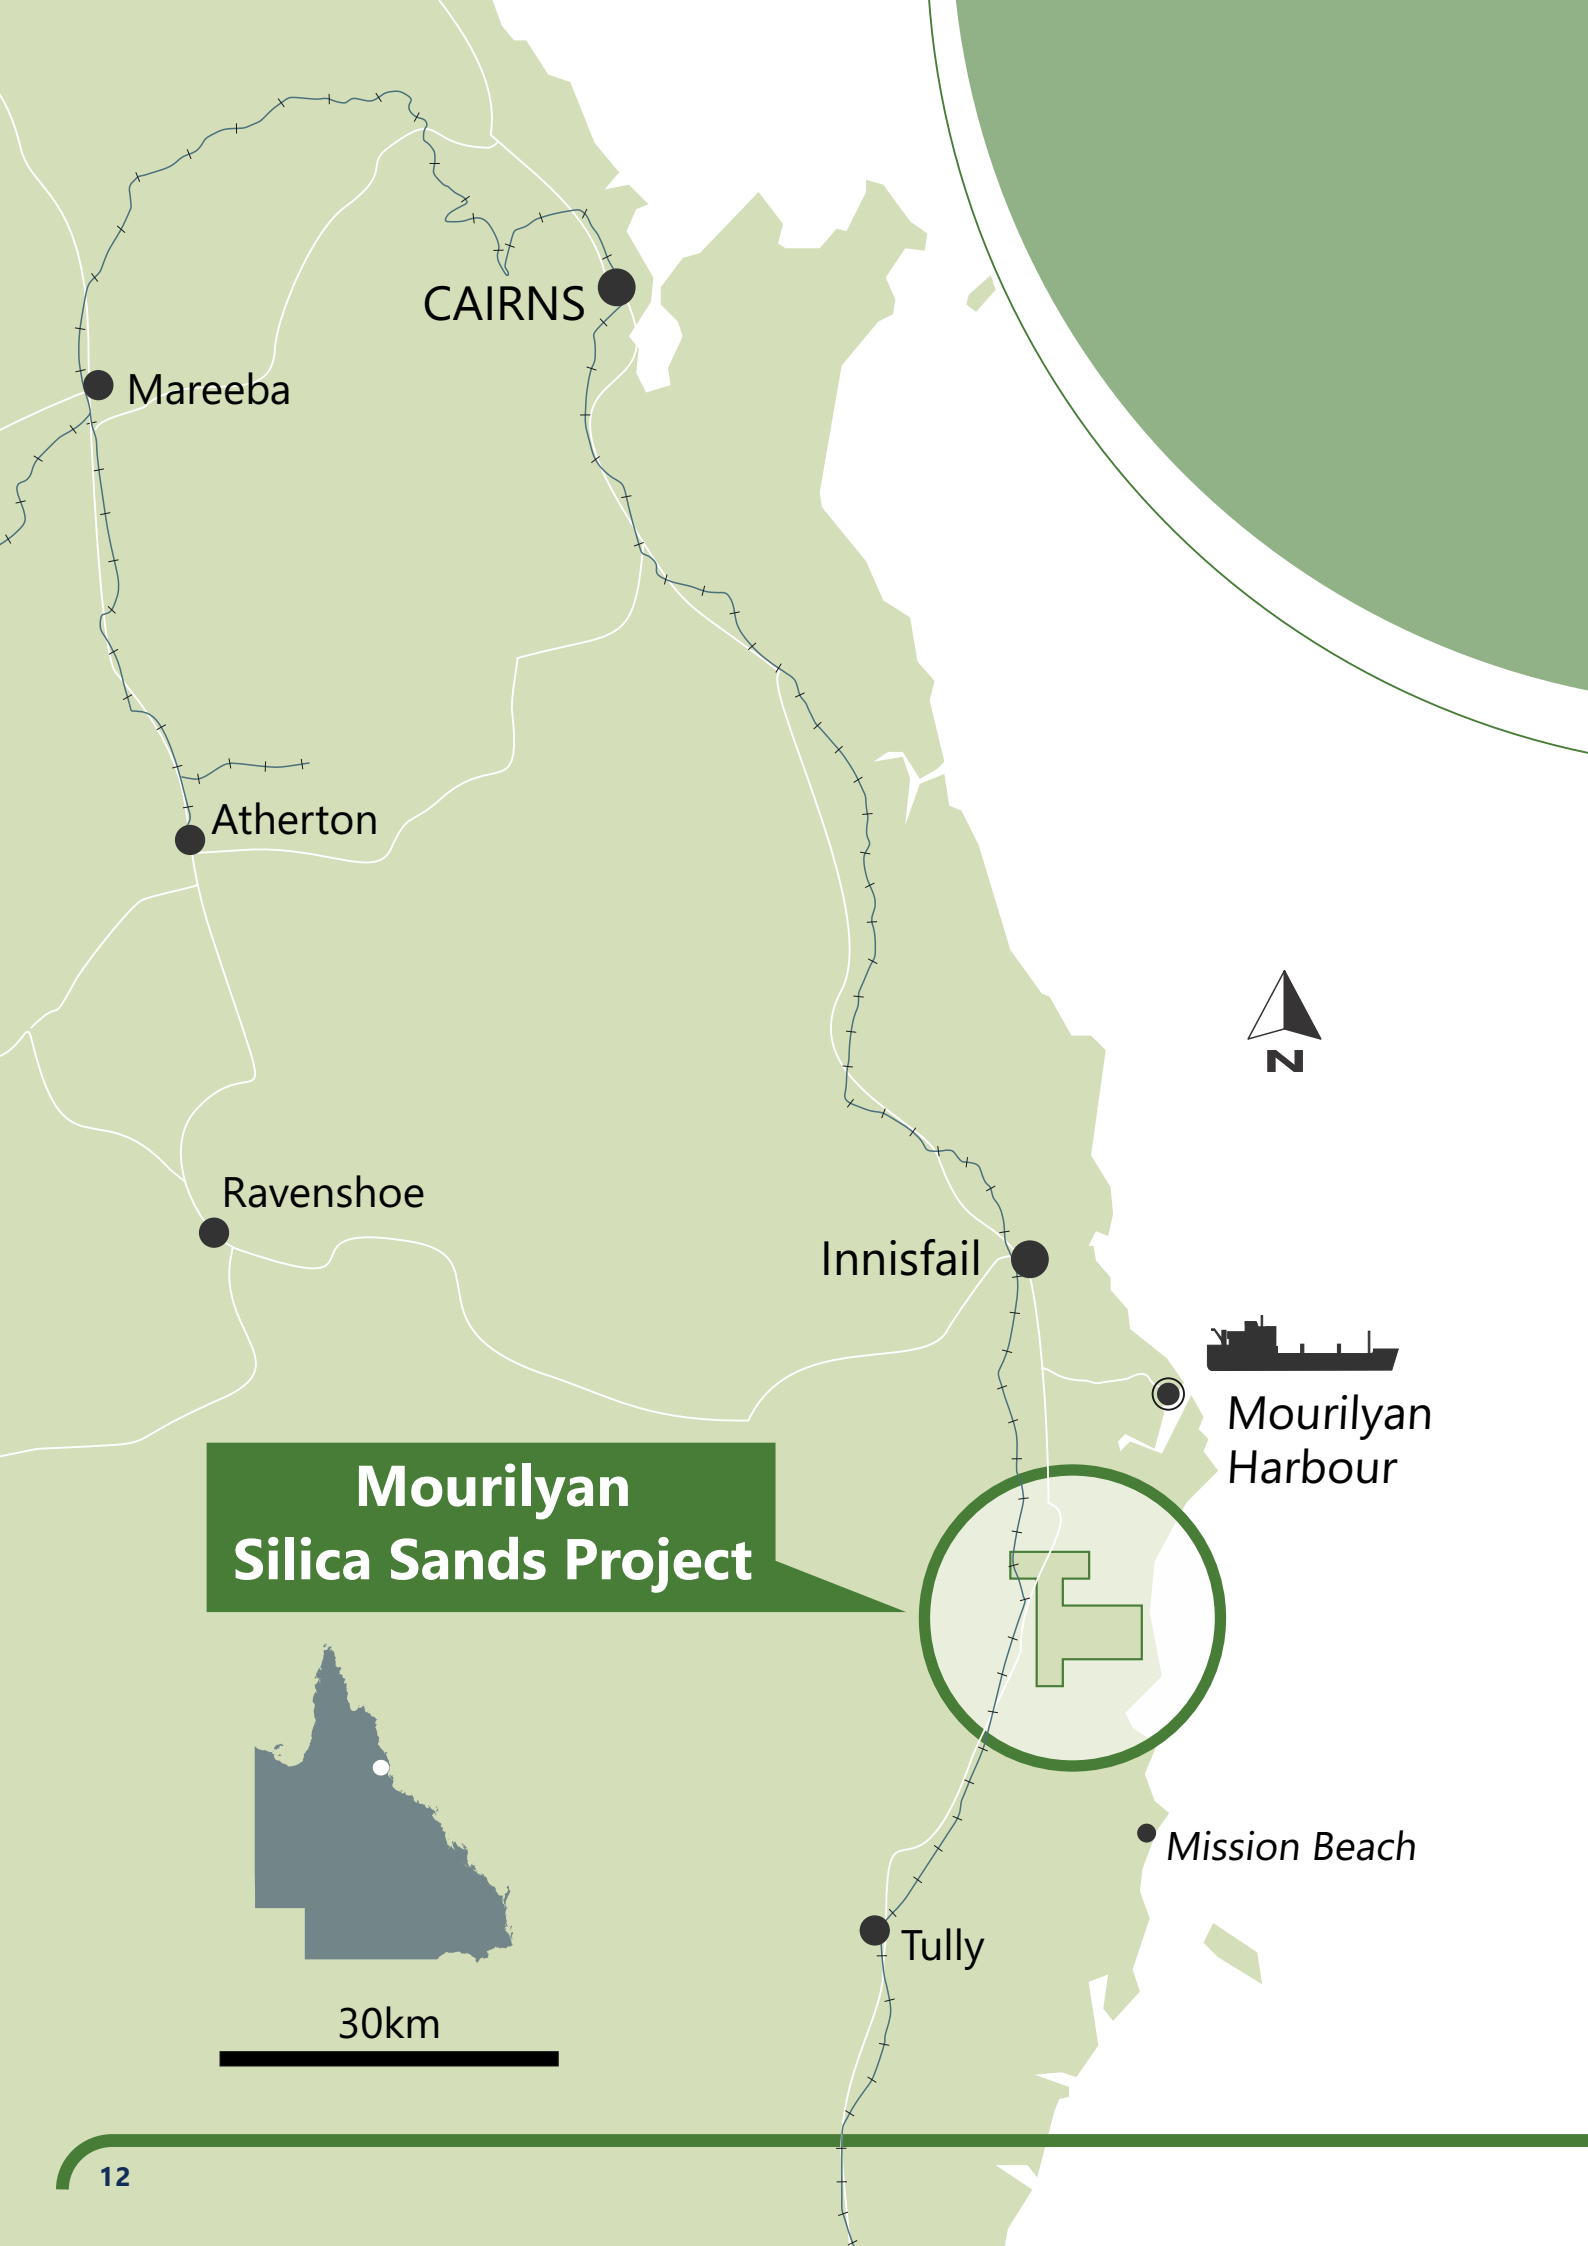 CAIRNS
Mareeba
Atherton
Ravenshoe
Innisfail
N
Mourilyan
Harbour
Mourilyan
Silica Sands Project
Mission Beach
Tully
30km
12